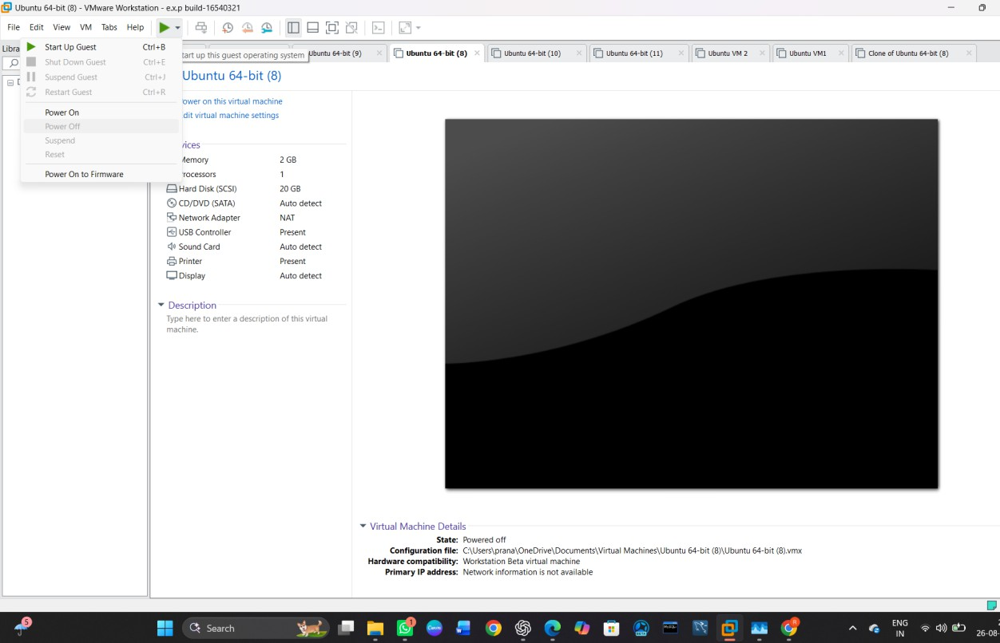 Ubuntu 64-bit (8) - VMware Workstation - e.x.p build-16540321
File Edit View VM Tabs Help
Libra
Start Up Guest Ctrl+B
Shut Down Guest Ctrl+E
Suspend Guest Ctrl+J
Restart Guest Ctrl+R
Power On
Power Off
Suspend
Reset
Power On to Firmware
tart up this guest operating system
Ubuntu 64-bit (9)
Ubuntu 64-bit (8)
Ubuntu 64-bit (10)
Ubuntu 64-bit (11)
Ubuntu VM 2
Ubuntu VM1
Clone of Ubuntu 64-bit (8)
Ubuntu 64-bit (8)
ower on this virtual machine
dit virtual machine settings
vices
Memory 2 GB
rocessors 1
Hard Disk (SCSI) 20 GB
CD/DVD (SATA) Auto detect
Network Adapter NAT
USB Controller Present
Sound Card Auto detect
Printer Present
Display Auto detect
Description
Type here to enter a description of this virtual
machine.
Virtual Machine Details
State: Powered off
Configuration file: C:\Users\prana\OneDrive\Documents\Virtual Machines\Ubuntu 64-bit (8)\Ubuntu 64-bit (8).vmx
Hardware compatibility: Workstation Beta virtual machine
Primary IP address: Network information is not available
5
Search
1
ENG
IN
26-08-